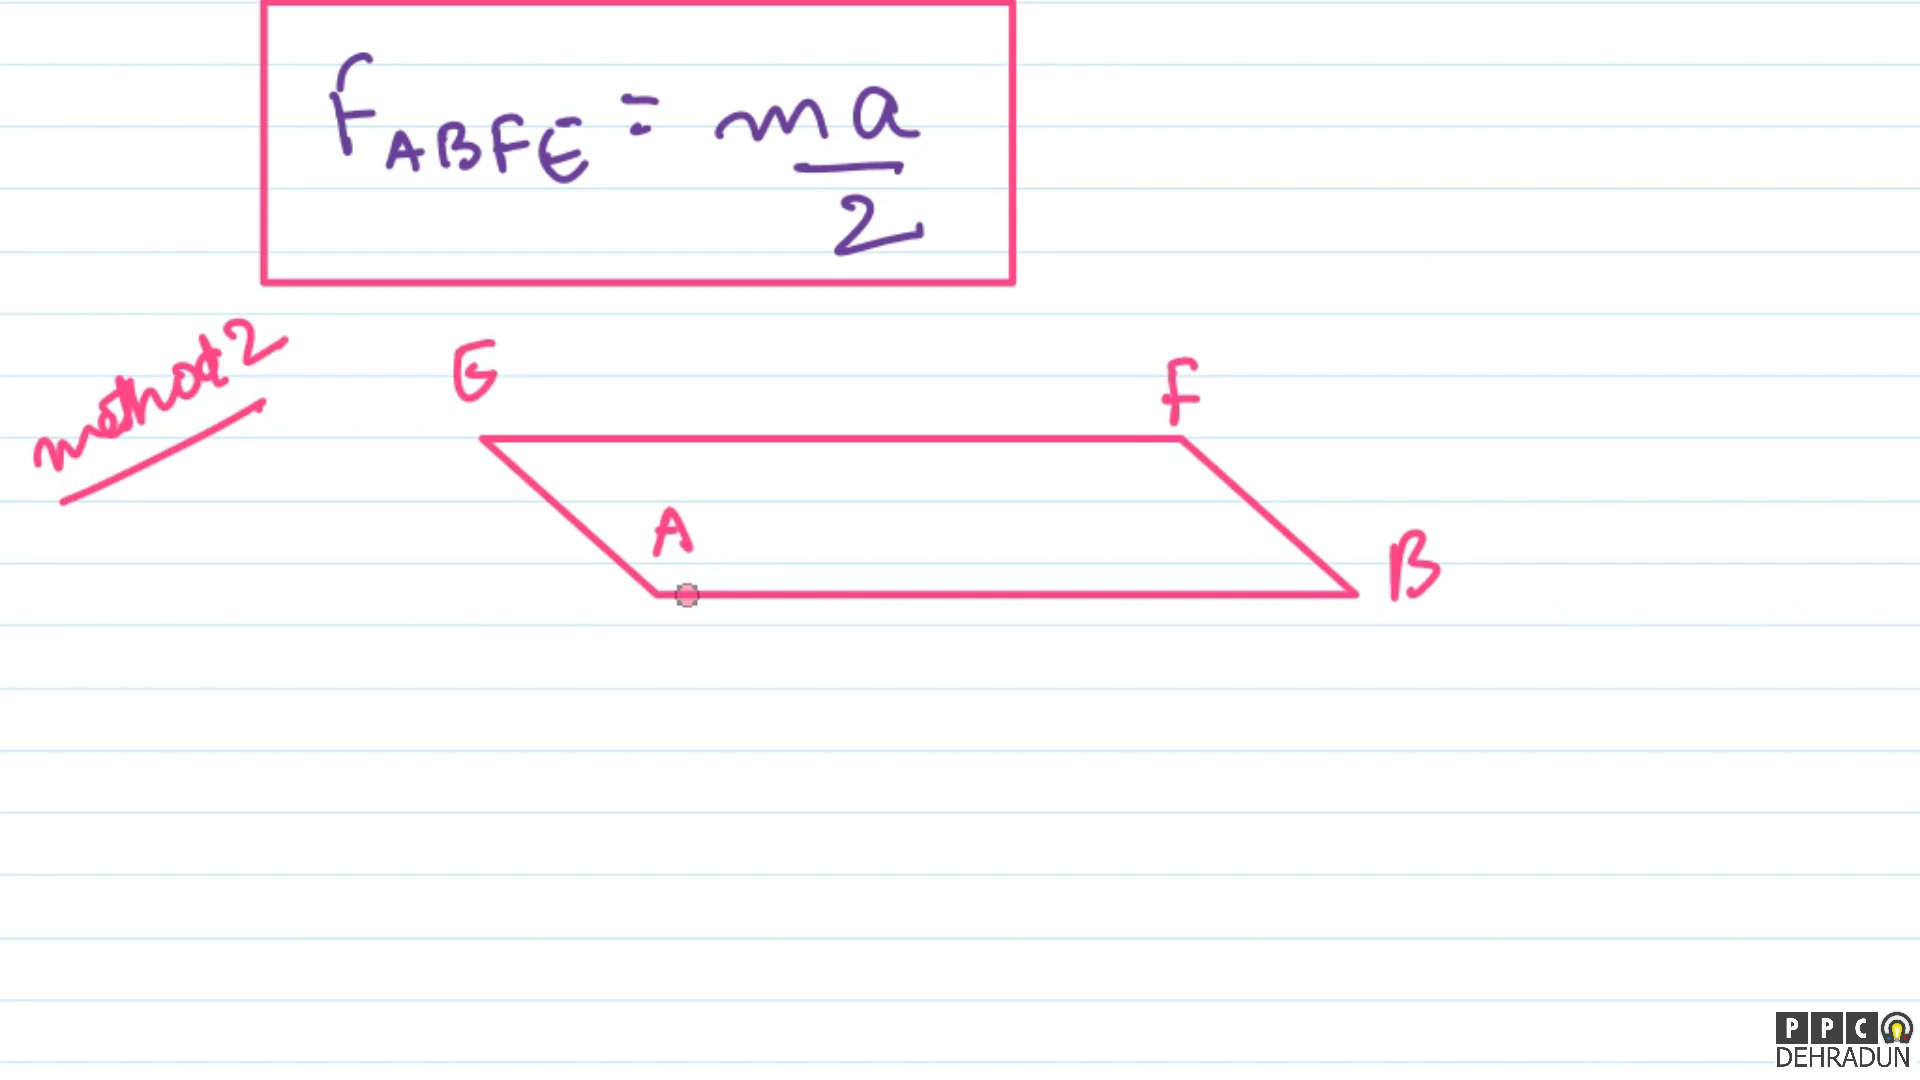 F_ABFE = ma/2
method 2
E
F
A
B
PPC
DEHRADUN